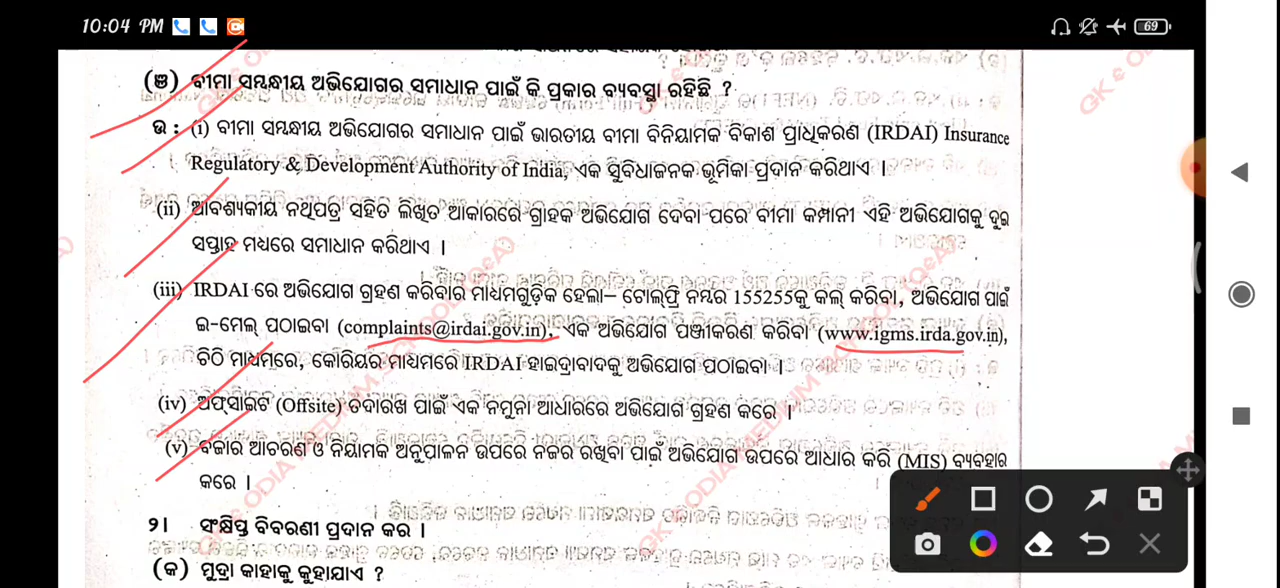 10:04 PM
69
(ଞ) ବୀମା ସମ୍ବନ୍ଧୀୟ ଅଭିଯୋଗର ସମାଧାନ ପାଇଁ କି ପ୍ରକାର ବ୍ୟବସ୍ଥା ରହିଛି ?
ଉ : (i) ବୀମା ସମ୍ବନ୍ଧୀୟ ଅଭିଯୋଗର ସମାଧାନ ପାଇଁ ଭାରତୀୟ ବୀମା ବିନିୟାମକ ବିକାଶ ପ୍ରାଧିକରଣ (IRDAI) Insurance
Regulatory & Development Authority of India, ଏକ ସୁବିଧାଜନକ ଭୂମିକା ପ୍ରଦାନ କରିଥାଏ ।
(ii) ଆବଶ୍ୟକୀୟ ନଥିପତ୍ର ସହିତ ଲିଖିତ ଆକାରରେ ଗ୍ରାହକ ଅଭିଯୋଗ ଦେବା ପରେ ବୀମା କମ୍ପାନୀ ଏହି ଅଭିଯୋଗକୁ ଦୁଇ
ସପ୍ତାହ ମଧ୍ୟରେ ସମାଧାନ କରିଥାଏ ।
(iii) IRDAI ରେ ଅଭିଯୋଗ ଗ୍ରହଣ କରିବାର ମାଧ୍ୟମଗୁଡ଼ିକ ହେଲା– ଟୋଲ୍‌ଫ୍ରି ନମ୍ବର 155255କୁ କଲ୍ କରିବା, ଅଭିଯୋଗ ପାଇଁ
ଇ-ମେଲ୍ ପଠାଇବା (complaints@irdai.gov.in), ଏକ ଅଭିଯୋଗ ପଞ୍ଜୀକରଣ କରିବା (www.igms.irda.gov.in),
ଚିଠି ମାଧ୍ୟମରେ, କୋରିୟର ମାଧ୍ୟମରେ IRDAI ହାଇଦ୍ରାବାଦକୁ ଅଭିଯୋଗ ପଠାଇବା ।
(iv) ଅଫ୍‌ସାଇଟ (Offsite) ତଦାରଖ ପାଇଁ ଏକ ନମୁନା ଆଧାରରେ ଅଭିଯୋଗ ଗ୍ରହଣ କରେ ।
(v) ବଜାର ଆଚରଣ ଓ ନିୟାମକ ଅନୁପାଳନ ଉପରେ ନଜର ରଖିବା ପାଇଁ ଅଭିଯୋଗ ଉପରେ ଆଧାର କରି (MIS) ବ୍ୟବହାର
କରେ ।
୨। ସଂକ୍ଷିପ୍ତ ବିବରଣୀ ପ୍ରଦାନ କର ।
(କ) ମୁଦ୍ରା କାହାକୁ କୁହାଯାଏ ?